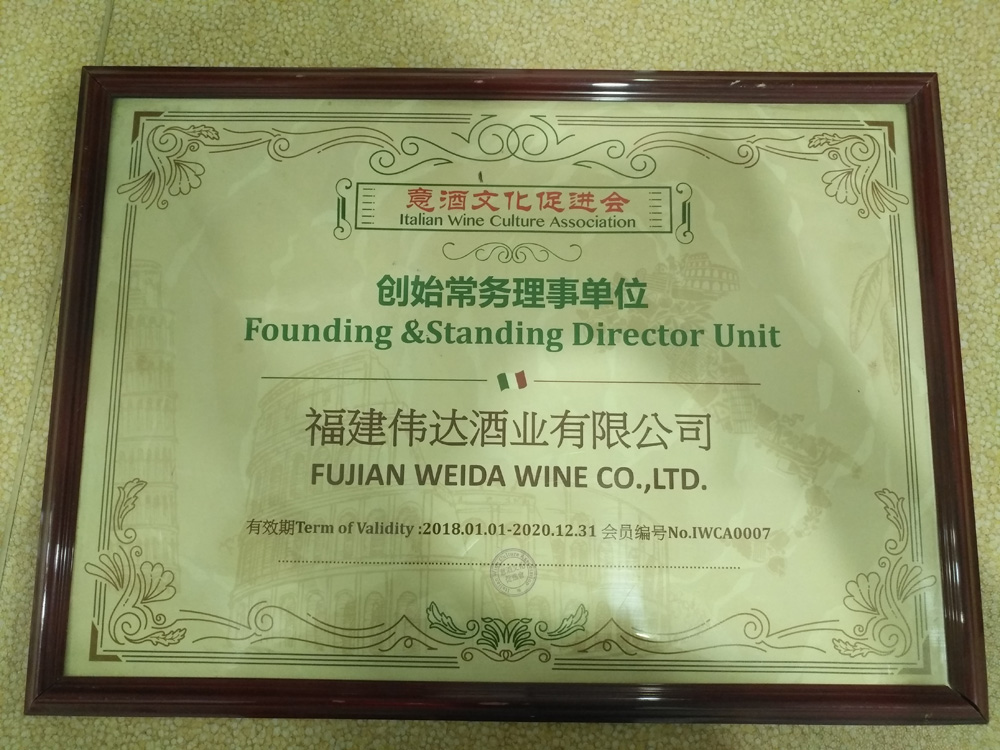 意酒文化促进会
Italian Wine Culture Association
创始常务理事单位
Founding &Standing Director Unit
福建伟达酒业有限公司
FUJIAN WEIDA WINE CO.,LTD.
有效期Term of Validity :2018.01.01-2020.12.31 会员编号No.IWCA0007